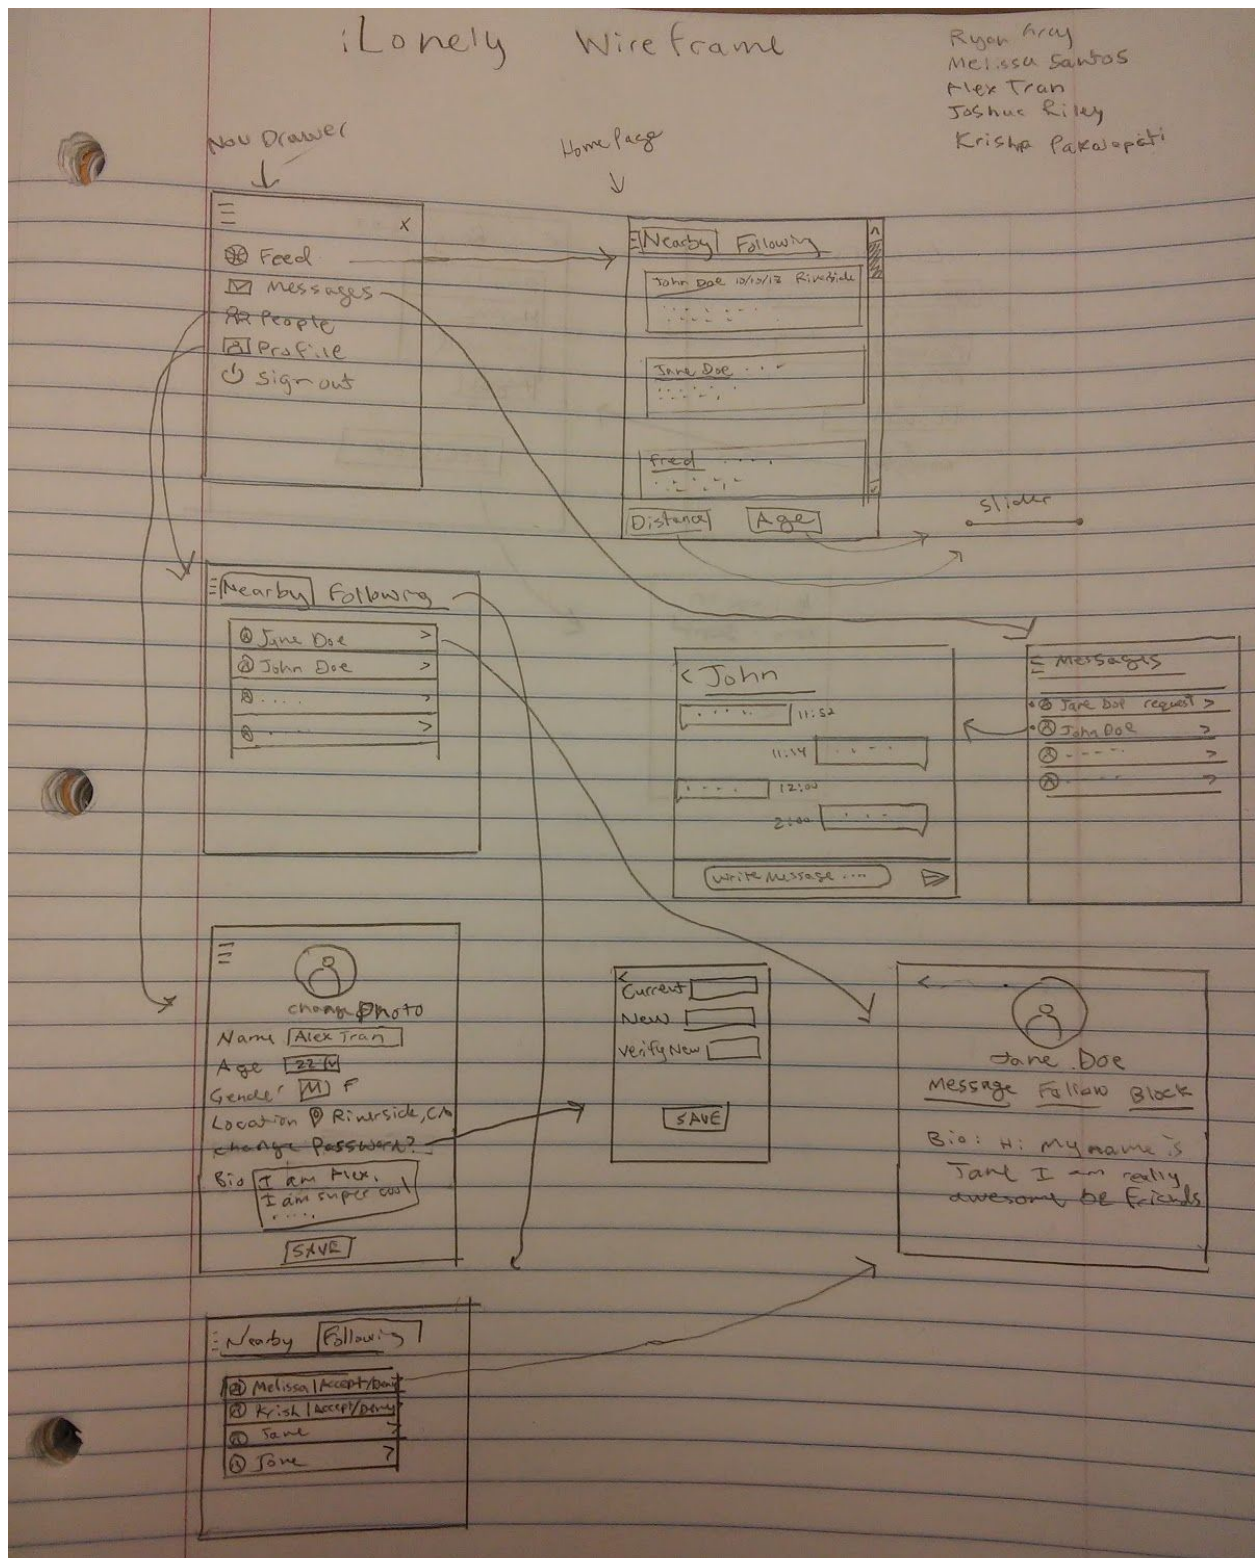 iLonely Wireframe
Ryan Gray
Melissa Santos
Alex Tran
Joshua Riley
Krishna Pakalapati
Nav Drawer
Home Page
X
Feed
Messages
People
Profile
Sign out
Nearby Following
John Doe 10/10/17 Riverside
Jane Doe
Fred
Distance Age
slider
Nearby Following
Jane Doe >
John Doe >
>
>
< John
11:52
11:54
12:00
2:00
Write Message ....
Messages
Jane Doe request >
John Doe >
>
>
change Photo
Name Alex Tran
Age 22
Gender M F
Location Riverside, CA
change Password?
Bio I am Alex.
I am super cool
....
SAVE
<
Current
New
Verify New
SAVE
Jane Doe
Message Follow Block
Bio: Hi my name is
Jane I am really
awesome be friends
Nearby Following
Melissa | Accept/Deny
Krish | Accept/Deny
Jane >
Jane >